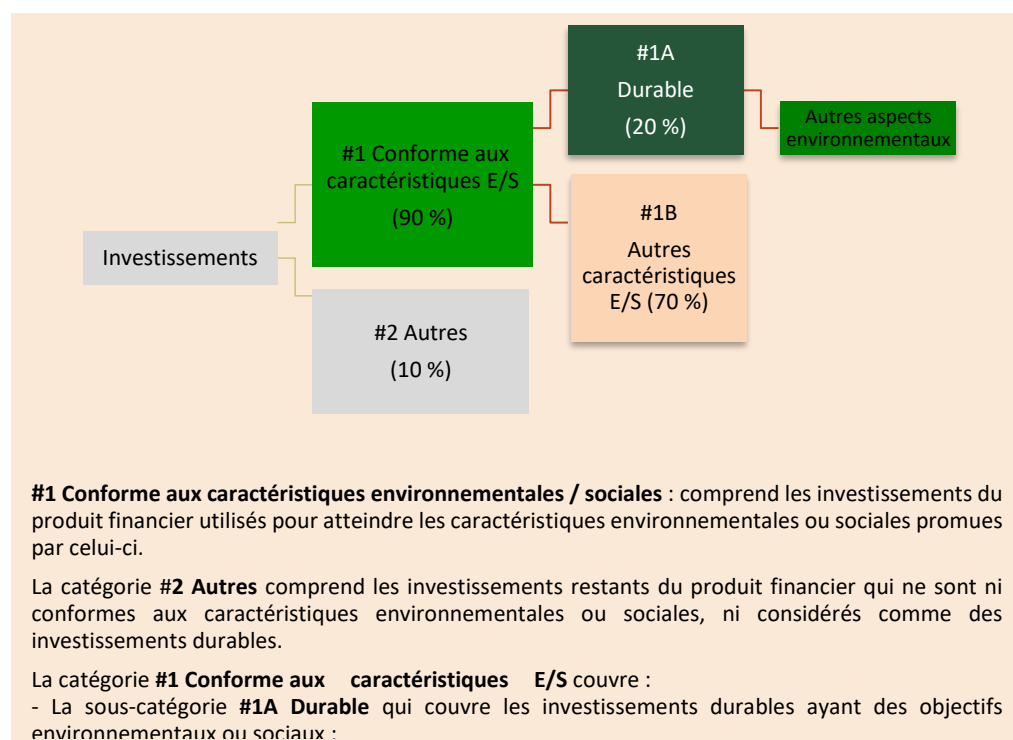 #1A
Durable
(20 %)
Autres aspects
environnementaux
#1 Conforme aux
caractéristiques E/S
(90 %)
#1B
Autres
caractéristiques
E/S (70 %)
Investissements
#2 Autres
(10 %)
#1 Conforme aux caractéristiques environnementales / sociales : comprend les investissements du
produit financier utilisés pour atteindre les caractéristiques environnementales ou sociales promues
par celui-ci.
La catégorie #2 Autres comprend les investissements restants du produit financier qui ne sont ni
conformes aux caractéristiques environnementales ou sociales, ni considérés comme des
investissements durables.
La catégorie #1 Conforme aux caractéristiques E/S couvre :
- La sous-catégorie #1A Durable qui couvre les investissements durables ayant des objectifs
environnementaux ou sociaux ;